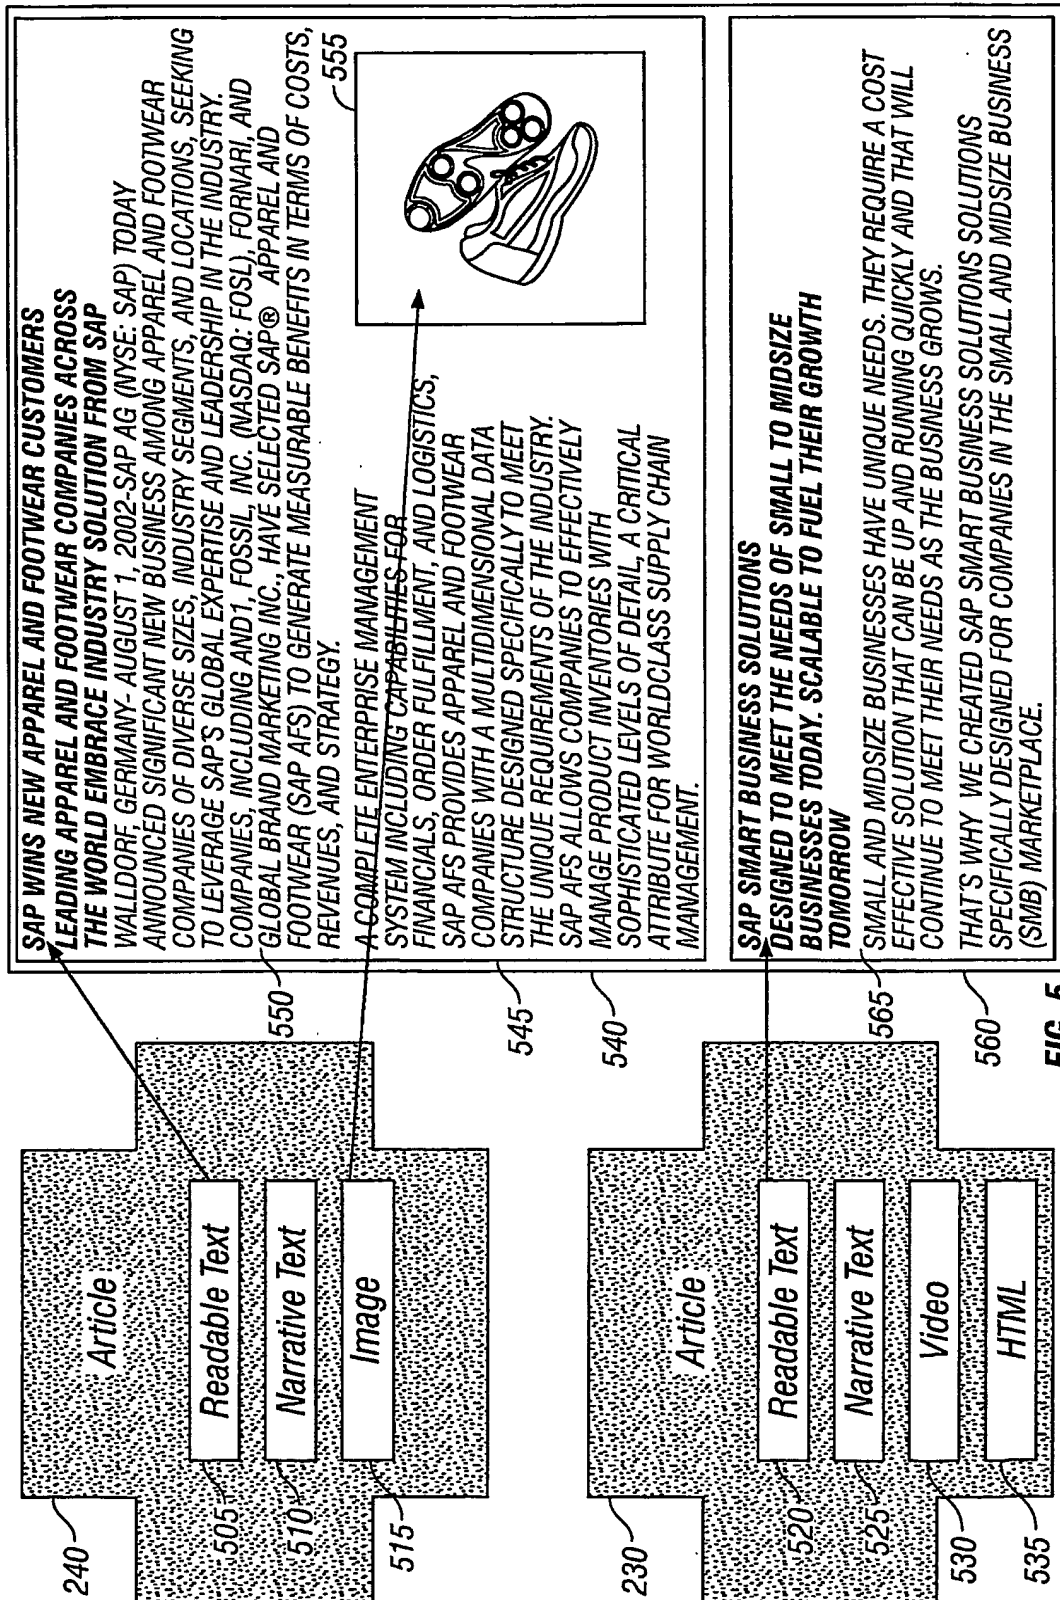 240
Article
Readable Text
505
Narrative Text
510
Image
515
230
Article
Readable Text
520
Narrative Text
525
Video
530
HTML
535
SAP WINS NEW APPAREL AND FOOTWEAR CUSTOMERS
LEADING APPAREL AND FOOTWEAR COMPANIES ACROSS
THE WORLD EMBRACE INDUSTRY SOLUTION FROM SAP
WALLDORF, GERMANY- AUGUST 1, 2002-SAP AG (NYSE: SAP) TODAY
ANNOUNCED SIGNIFICANT NEW BUSINESS AMONG APPAREL AND FOOTWEAR
COMPANIES OF DIVERSE SIZES, INDUSTRY SEGMENTS, AND LOCATIONS, SEEKING
TO LEVERAGE SAP'S GLOBAL EXPERTISE AND LEADERSHIP IN THE INDUSTRY.
COMPANIES, INCLUDING AND1, FOSSIL, INC. (NASDAQ: FOSL), FORNARI, AND
GLOBAL BRAND MARKETING INC., HAVE SELECTED SAP® APPAREL AND
FOOTWEAR (SAP AFS) TO GENERATE MEASURABLE BENEFITS IN TERMS OF COSTS,
REVENUES, AND STRATEGY.
A COMPLETE ENTERPRISE MANAGEMENT
SYSTEM INCLUDING CAPABILITIES FOR
FINANCIALS, ORDER FULFILLMENT, AND LOGISTICS,
SAP AFS PROVIDES APPAREL AND FOOTWEAR
COMPANIES WITH A MULTIDIMENSIONAL DATA
STRUCTURE DESIGNED SPECIFICALLY TO MEET
THE UNIQUE REQUIREMENTS OF THE INDUSTRY.
SAP AFS ALLOWS COMPANIES TO EFFECTIVELY
MANAGE PRODUCT INVENTORIES WITH
SOPHISTICATED LEVELS OF DETAIL, A CRITICAL
ATTRIBUTE FOR WORLDCLASS SUPPLY CHAIN
MANAGEMENT.
555
550
545
540
SAP SMART BUSINESS SOLUTIONS
DESIGNED TO MEET THE NEEDS OF SMALL TO MIDSIZE
BUSINESSES TODAY. SCALABLE TO FUEL THEIR GROWTH
TOMORROW
SMALL AND MIDSIZE BUSINESSES HAVE UNIQUE NEEDS. THEY REQUIRE A COST
EFFECTIVE SOLUTION THAT CAN BE UP AND RUNNING QUICKLY AND THAT WILL
CONTINUE TO MEET THEIR NEEDS AS THE BUSINESS GROWS.
THAT'S WHY WE CREATED SAP SMART BUSINESS SOLUTIONS SOLUTIONS
SPECIFICALLY DESIGNED FOR COMPANIES IN THE SMALL AND MIDSIZE BUSINESS
(SMB) MARKETPLACE.
565
560
FIG. 5